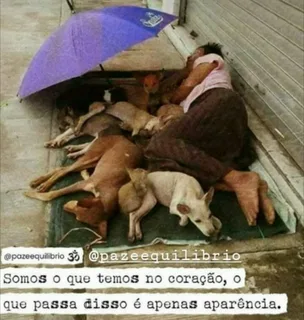 @pazeequilibrio ॐ
@pazeequilibrio
Somos o que temos no coração, o
que passa disso é apenas aparência.